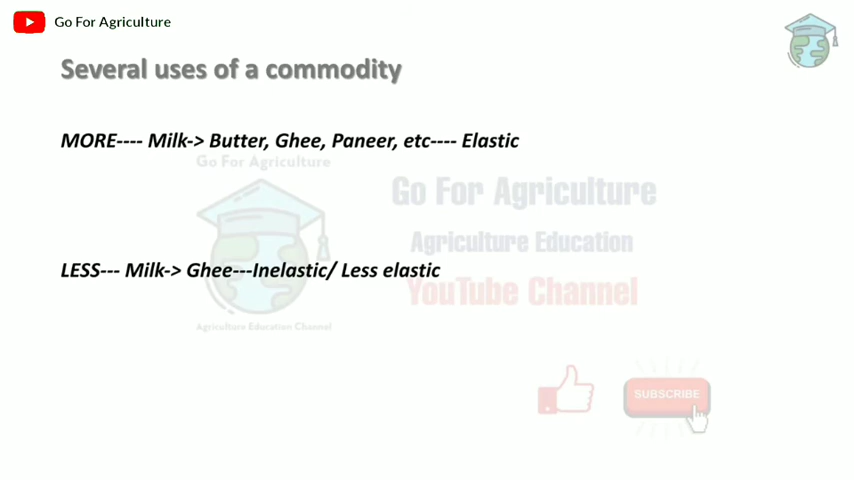 Go For Agriculture
Several uses of a commodity
MORE---- Milk-> Butter, Ghee, Paneer, etc---- Elastic
Go For Agriculture
Go For Agriculture
Agriculture Education
LESS--- Milk-> Ghee---Inelastic/ Less elastic
YouTube Channel
Agriculture Education Channel
SUBSCRIBE